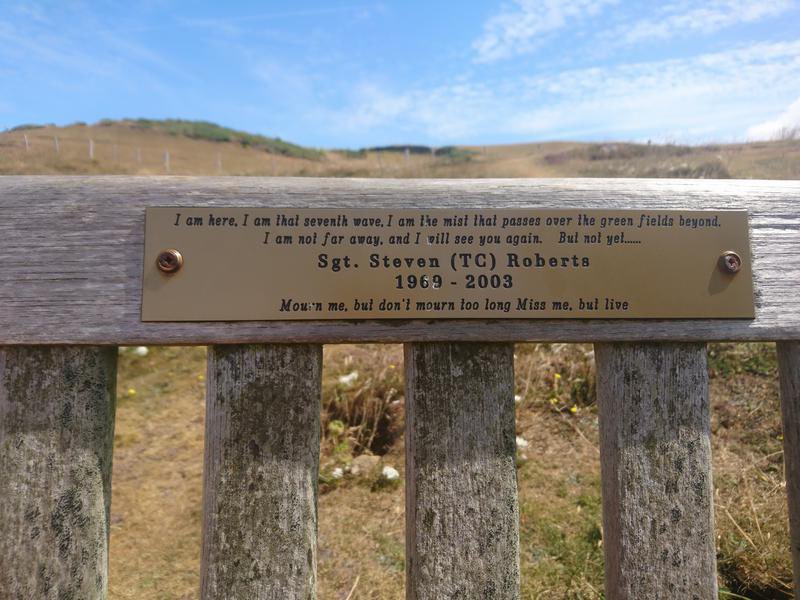 I am here, I am that seventh wave, I am the mist that passes over the green fields beyond.
I am not far away, and I will see you again. But not yet......
Sgt. Steven (TC) Roberts
1969 - 2003
Mourn me, but don't mourn too long Miss me, but live